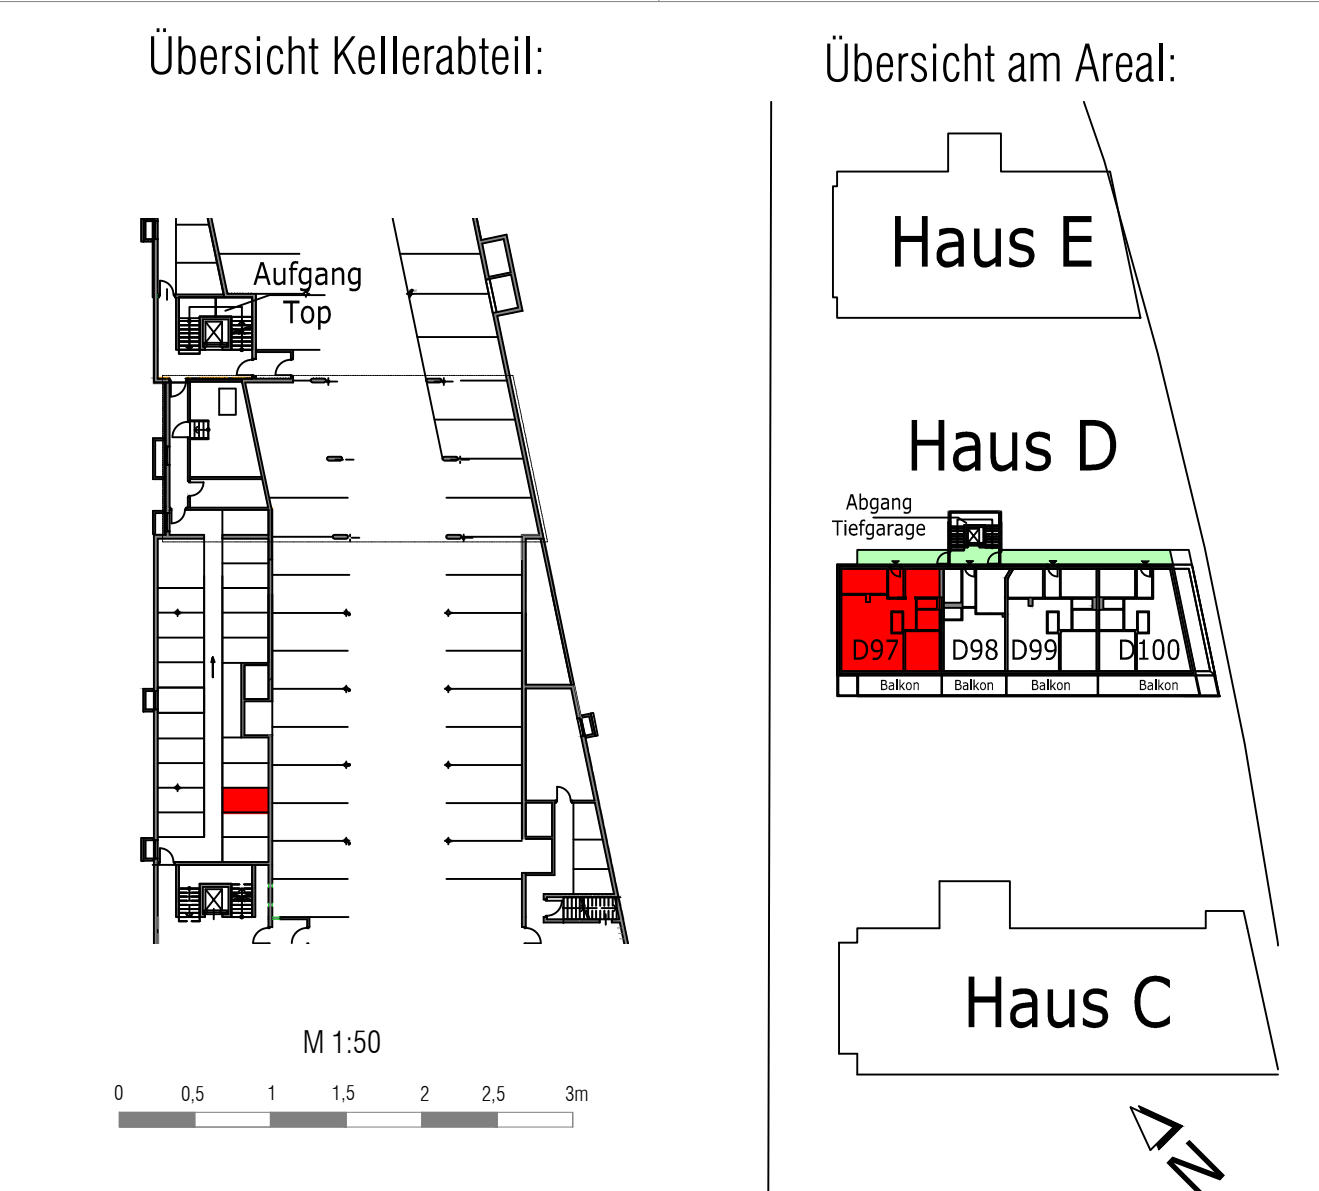 Übersicht Kellerabteil:
Übersicht am Areal:
Aufgang
Top
Haus E
Haus D
Abgang
Tiefgarage
D97
D98
D99
D100
Balkon
Balkon
Balkon
Balkon
Haus C
M 1:50
0 0,5 1 1,5 2 2,5 3m
N